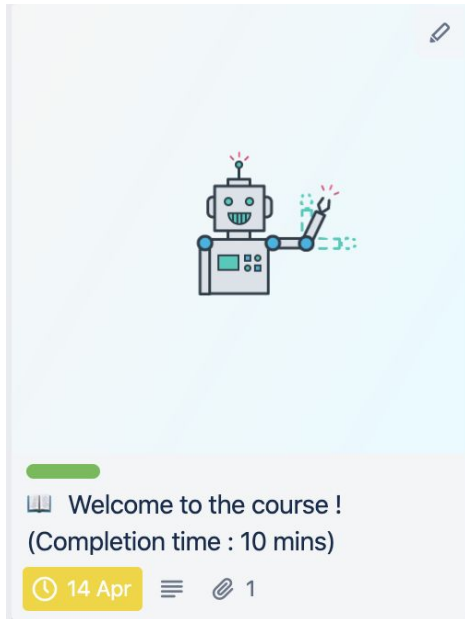 📖 Welcome to the course !
(Completion time : 10 mins)
14 Apr 1